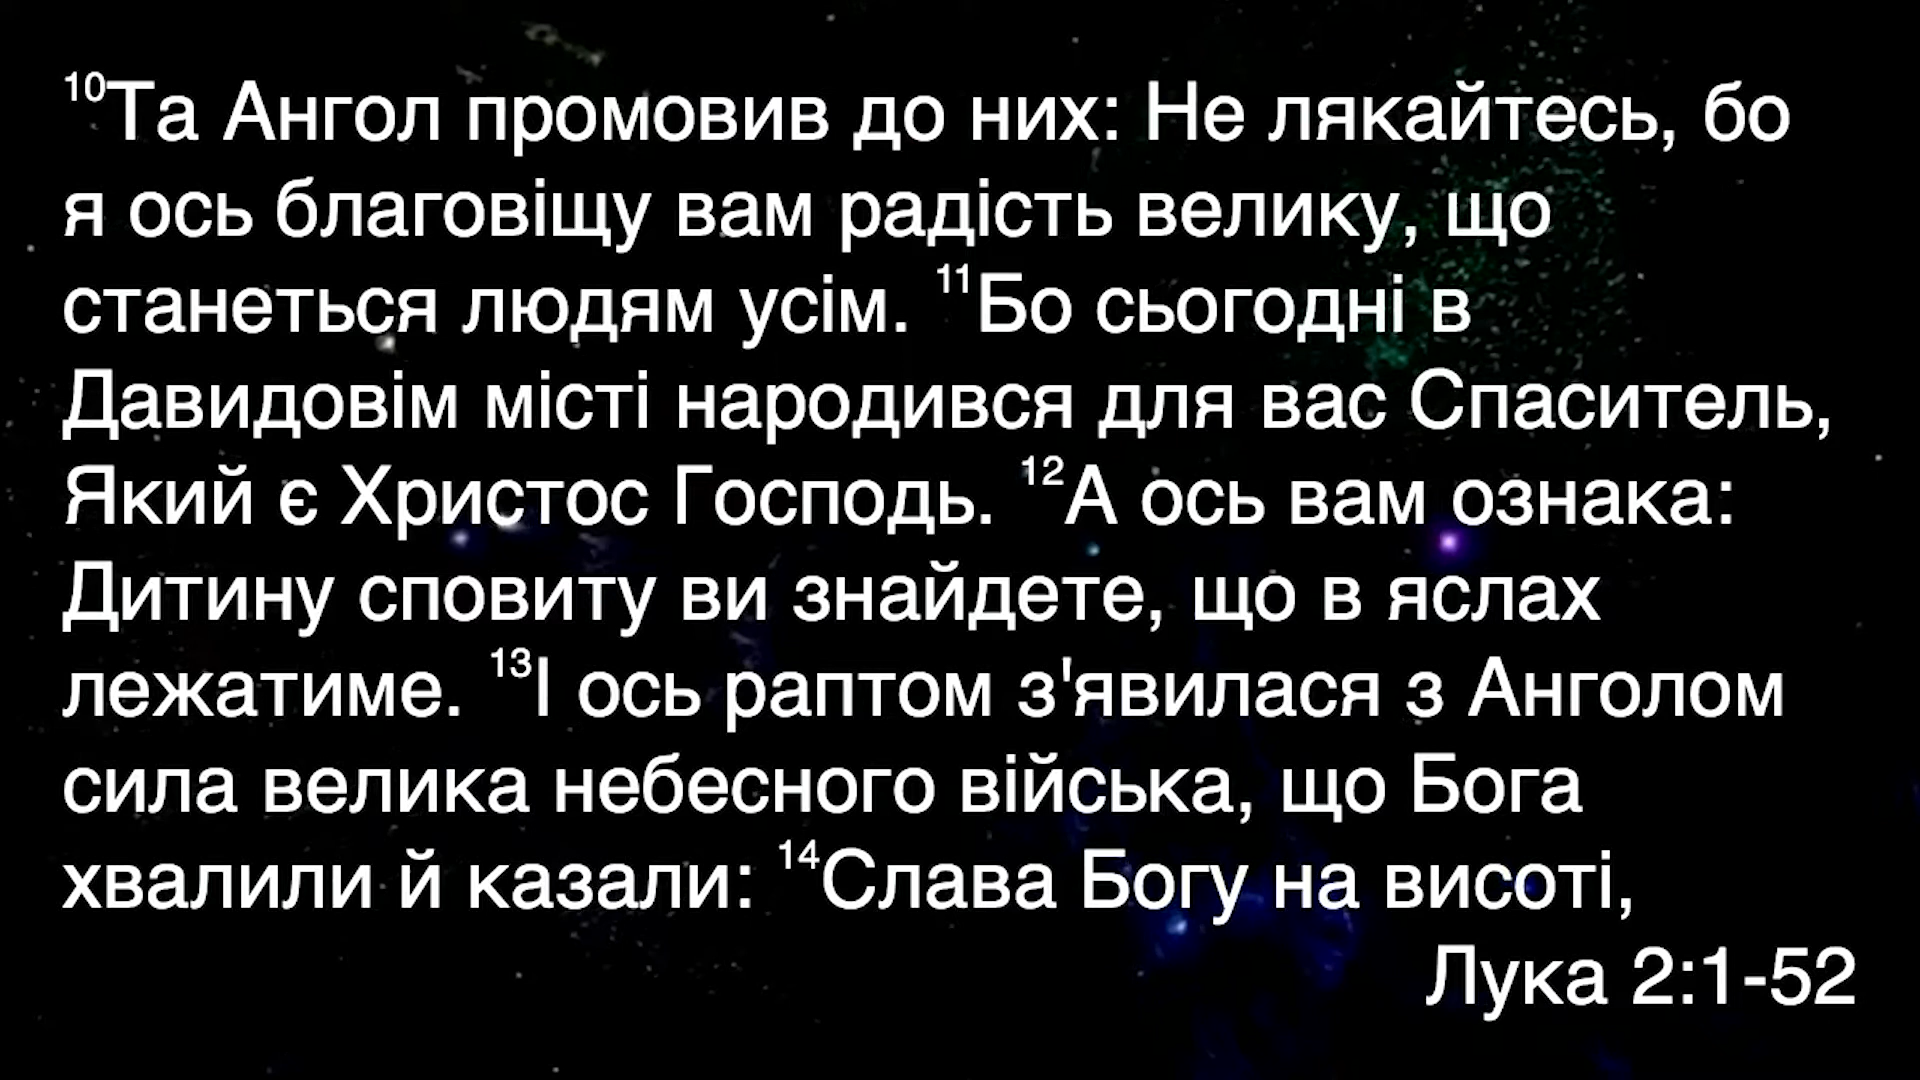 ¹⁰Та Ангол промовив до них: Не лякайтесь, бо
я ось благовіщу вам радість велику, що
станеться людям усім. ¹¹Бо сьогодні в
Давидовім місті народився для вас Спаситель,
Який є Христос Господь. ¹²А ось вам ознака:
Дитину сповиту ви знайдете, що в яслах
лежатиме. ¹³І ось раптом з'явилася з Анголом
сила велика небесного війська, що Бога
хвалили й казали: ¹⁴Слава Богу на висоті,
Лука 2:1-52